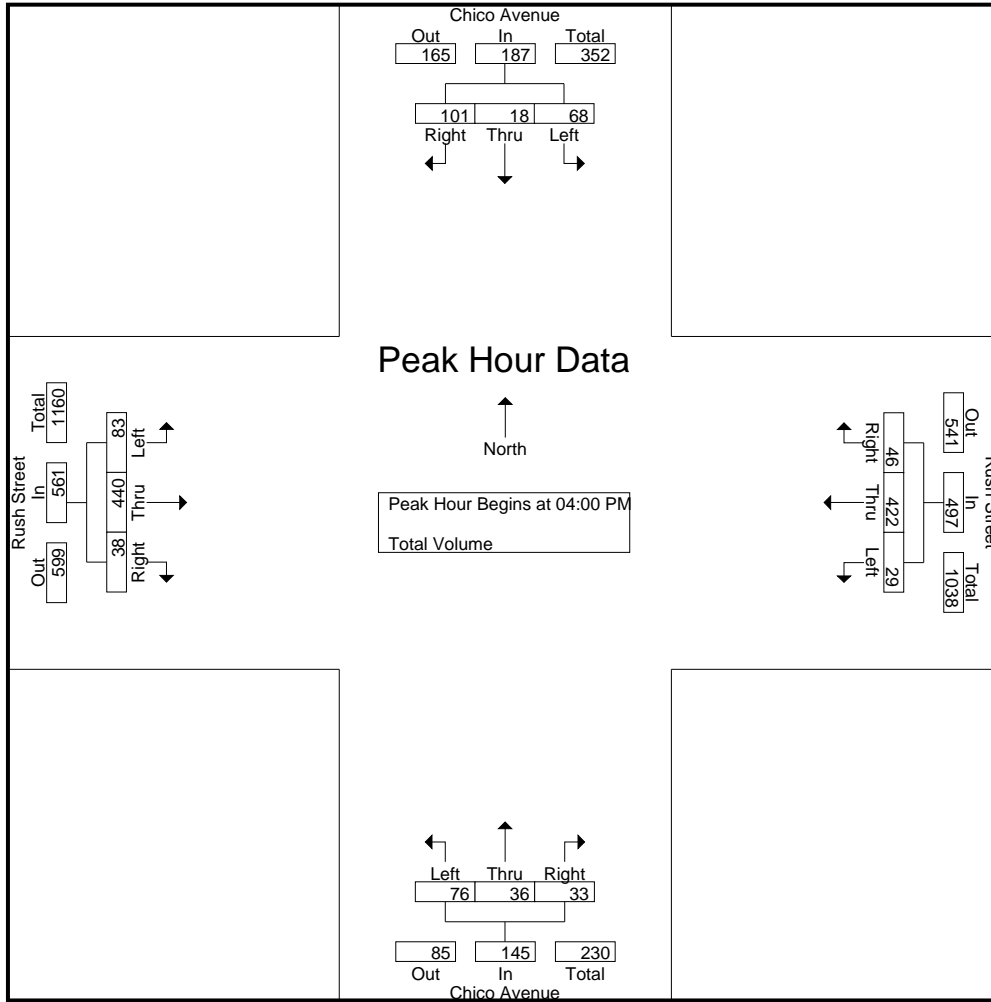 Chico Avenue
Out In Total
165 187 352
101 18 68
Right Thru Left
Peak Hour Data
North
Peak Hour Begins at 04:00 PM
Total Volume
Rush Street
Total In Out
1160 561 599
83 440 38
Left Thru Right
Rush Street
Out In Total
541 497 1038
46 422 29
Right Thru Left
Left Thru Right
76 36 33
85 145 230
Out In Total
Chico Avenue